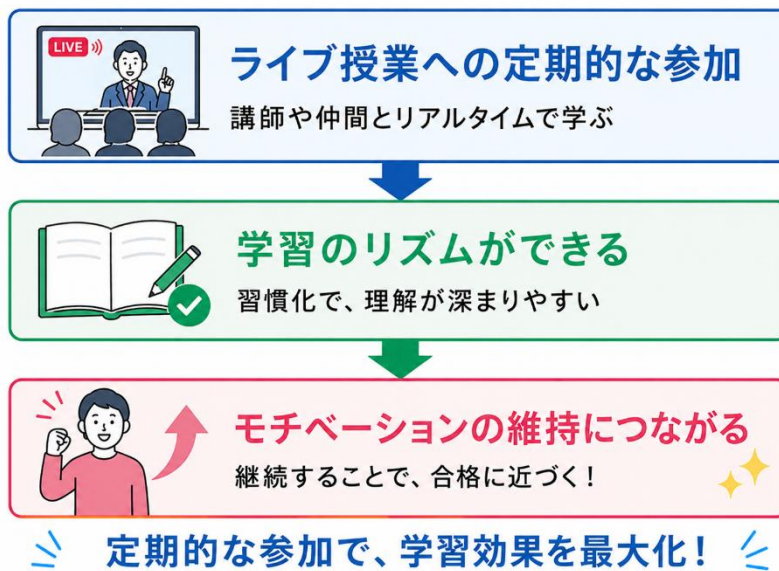 LIVE
ライブ授業への定期的な参加
講師や仲間とリアルタイムで学ぶ
学習のリズムができる
習慣化で、理解が深まりやすい
モチベーションの維持につながる
継続することで、合格に近づく！
定期的な参加で、学習効果を最大化！